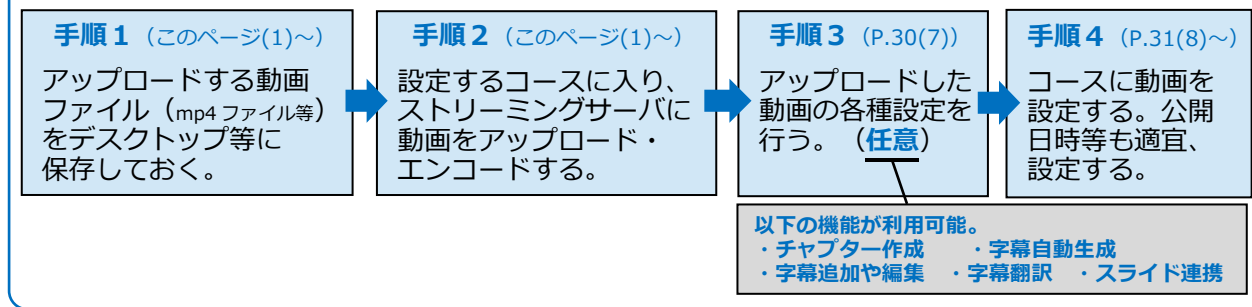 手順１（このページ(1)～）
アップロードする動画
ファイル（mp4 ファイル等）
をデスクトップ等に
保存しておく。
手順２（このページ(1)～）
設定するコースに入り、
ストリーミングサーバに
動画をアップロード・
エンコードする。
手順３（P.30(7)）
アップロードした
動画の各種設定を
行う。（任意）
手順４（P.31(8)～）
コースに動画を
設定する。公開
日時等も適宜、
設定する。
以下の機能が利用可能。
・チャプター作成　・字幕自動生成
・字幕追加や編集　・字幕翻訳　・スライド連携